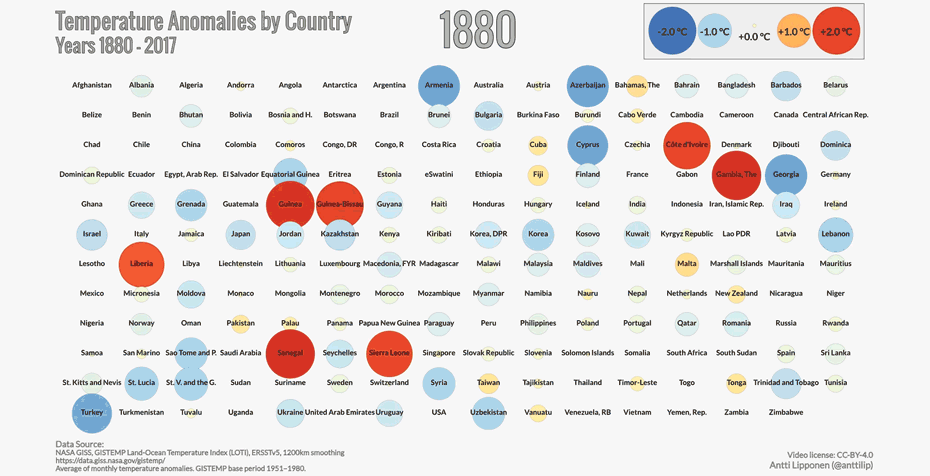 Temperature Anomalies by Country
Years 1880 - 2017
1880
-2.0 °C -1.0 °C +0.0 °C +1.0 °C +2.0 °C
Afghanistan Albania Algeria Andorra Angola Antarctica Argentina Armenia Australia Austria Azerbaijan Bahamas, The Bahrain Bangladesh Barbados Belarus
Belize Benin Bhutan Bolivia Bosnia and H. Botswana Brazil Brunei Bulgaria Burkina Faso Burundi Cabo Verde Cambodia Cameroon Canada Central African Rep.
Chad Chile China Colombia Comoros Congo, DR Congo, R Costa Rica Croatia Cuba Cyprus Czechia Côte d'Ivoire Denmark Djibouti Dominica
Dominican Republic Ecuador Egypt, Arab Rep. El Salvador Equatorial Guinea Eritrea Estonia eSwatini Ethiopia Fiji Finland France Gabon Gambia, The Georgia Germany
Ghana Greece Grenada Guatemala Guinea Guinea-Bissau Guyana Haiti Honduras Hungary Iceland India Indonesia Iran, Islamic Rep. Iraq Ireland
Israel Italy Jamaica Japan Jordan Kazakhstan Kenya Kiribati Korea, DPR Korea Kosovo Kuwait Kyrgyz Republic Lao PDR Latvia Lebanon
Lesotho Liberia Libya Liechtenstein Lithuania Luxembourg Macedonia, FYR Madagascar Malawi Malaysia Maldives Mali Malta Marshall Islands Mauritania Mauritius
Mexico Micronesia Moldova Monaco Mongolia Montenegro Morocco Mozambique Myanmar Namibia Nauru Nepal Netherlands New Zealand Nicaragua Niger
Nigeria Norway Oman Pakistan Palau Panama Papua New Guinea Paraguay Peru Philippines Poland Portugal Qatar Romania Russia Rwanda
Samoa San Marino Sao Tome and P. Saudi Arabia Senegal Seychelles Sierra Leone Singapore Slovak Republic Slovenia Solomon Islands Somalia South Africa South Sudan Spain Sri Lanka
St. Kitts and Nevis St. Lucia St. V. and the G. Sudan Suriname Sweden Switzerland Syria Taiwan Tajikistan Thailand Timor-Leste Togo Tonga Trinidad and Tobago Tunisia
Turkey Turkmenistan Tuvalu Uganda Ukraine United Arab Emirates Uruguay USA Uzbekistan Vanuatu Venezuela, RB Vietnam Yemen, Rep. Zambia Zimbabwe
Data Source:
NASA GISS, GISTEMP Land-Ocean Temperature Index (LOTI), ERSSTv5, 1200km smoothing
https://data.giss.nasa.gov/gistemp/
Average of monthly temperature anomalies. GISTEMP base period 1951-1980.
Video license: CC-BY-4.0
Antti Lipponen (@anttilip)